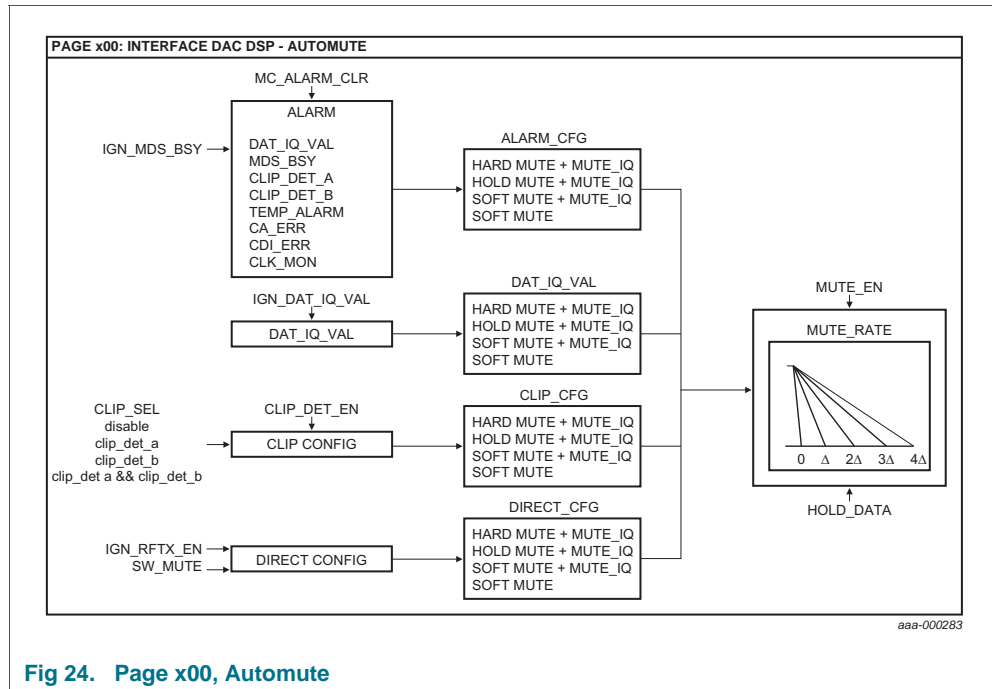 PAGE x00: INTERFACE DAC DSP - AUTOMUTE
MC_ALARM_CLR
ALARM
IGN_MDS_BSY
DAT_IQ_VAL
MDS_BSY
CLIP_DET_A
CLIP_DET_B
TEMP_ALARM
CA_ERR
CDI_ERR
CLK_MON
ALARM_CFG
HARD MUTE + MUTE_IQ
HOLD MUTE + MUTE_IQ
SOFT MUTE + MUTE_IQ
SOFT MUTE
IGN_DAT_IQ_VAL
DAT_IQ_VAL
DAT_IQ_VAL
HARD MUTE + MUTE_IQ
HOLD MUTE + MUTE_IQ
SOFT MUTE + MUTE_IQ
SOFT MUTE
CLIP_SEL
disable
clip_det_a
clip_det_b
clip_det a && clip_det_b
CLIP_DET_EN
CLIP CONFIG
CLIP_CFG
HARD MUTE + MUTE_IQ
HOLD MUTE + MUTE_IQ
SOFT MUTE + MUTE_IQ
SOFT MUTE
IGN_RFTX_EN
SW_MUTE
DIRECT CONFIG
DIRECT_CFG
HARD MUTE + MUTE_IQ
HOLD MUTE + MUTE_IQ
SOFT MUTE + MUTE_IQ
SOFT MUTE
MUTE_EN
MUTE_RATE
0 Δ 2Δ 3Δ 4Δ
HOLD_DATA
aaa-000283
Fig 24. Page x00, Automute